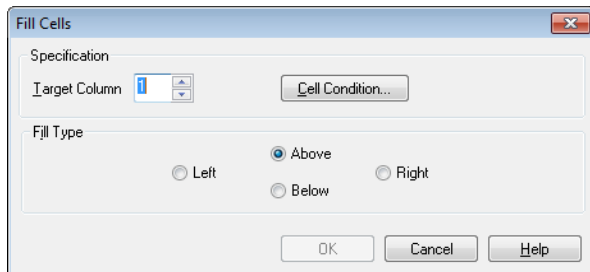 Fill Cells
Specification
Target Column 1 Cell Condition...
Fill Type
Above
Left Right
Below
OK Cancel Help